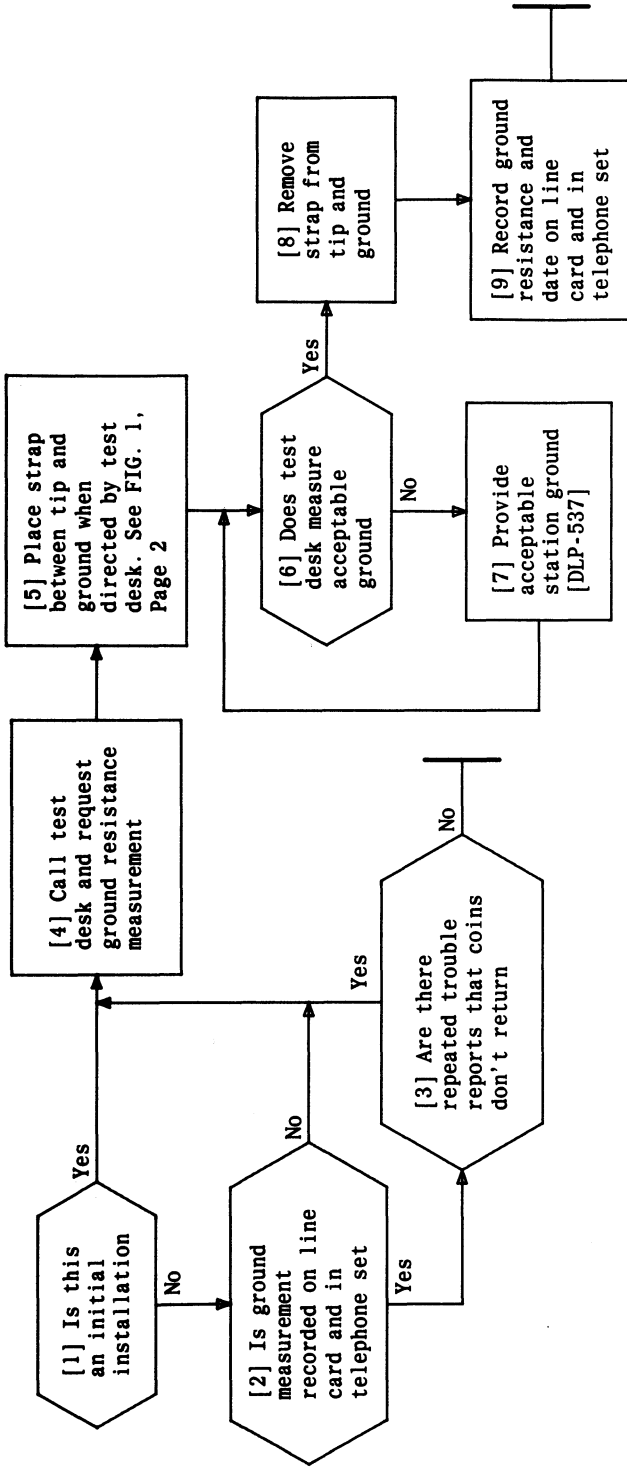 [1] Is this
an initial
installation
Yes
No
[2] Is ground
measurement
recorded on line
card and in
telephone set
No
Yes
[3] Are there
repeated trouble
reports that coins
don't return
Yes
No
[4] Call test
desk and request
ground resistance
measurement
[5] Place strap
between tip and
ground when
directed by test
desk. See FIG. 1,
Page 2
[6] Does test
desk measure
acceptable
ground
Yes
No
[7] Provide
acceptable
station ground
[DLP-537]
[8] Remove
strap from
tip and
ground
[9] Record ground
resistance and
date on line
card and in
telephone set